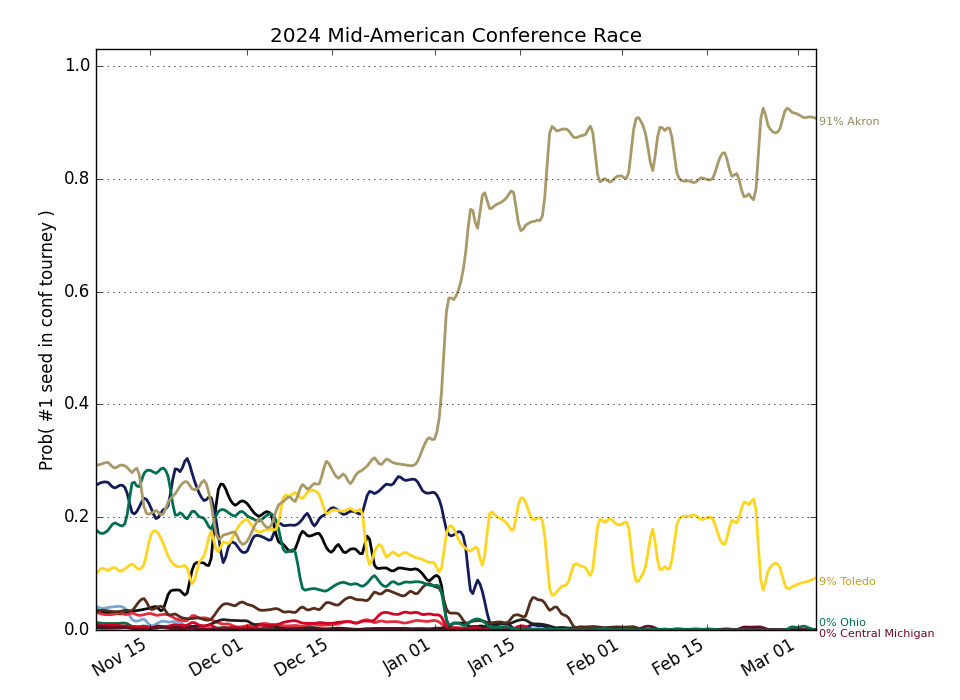 2024 Mid-American Conference Race
Prob( #1 seed in conf tourney )
1.0
0.8
0.6
0.4
0.2
0.0
91% Akron
9% Toledo
0% Ohio
0% Central Michigan
Nov 15
Dec 01
Dec 15
Jan 01
Jan 15
Feb 01
Feb 15
Mar 01